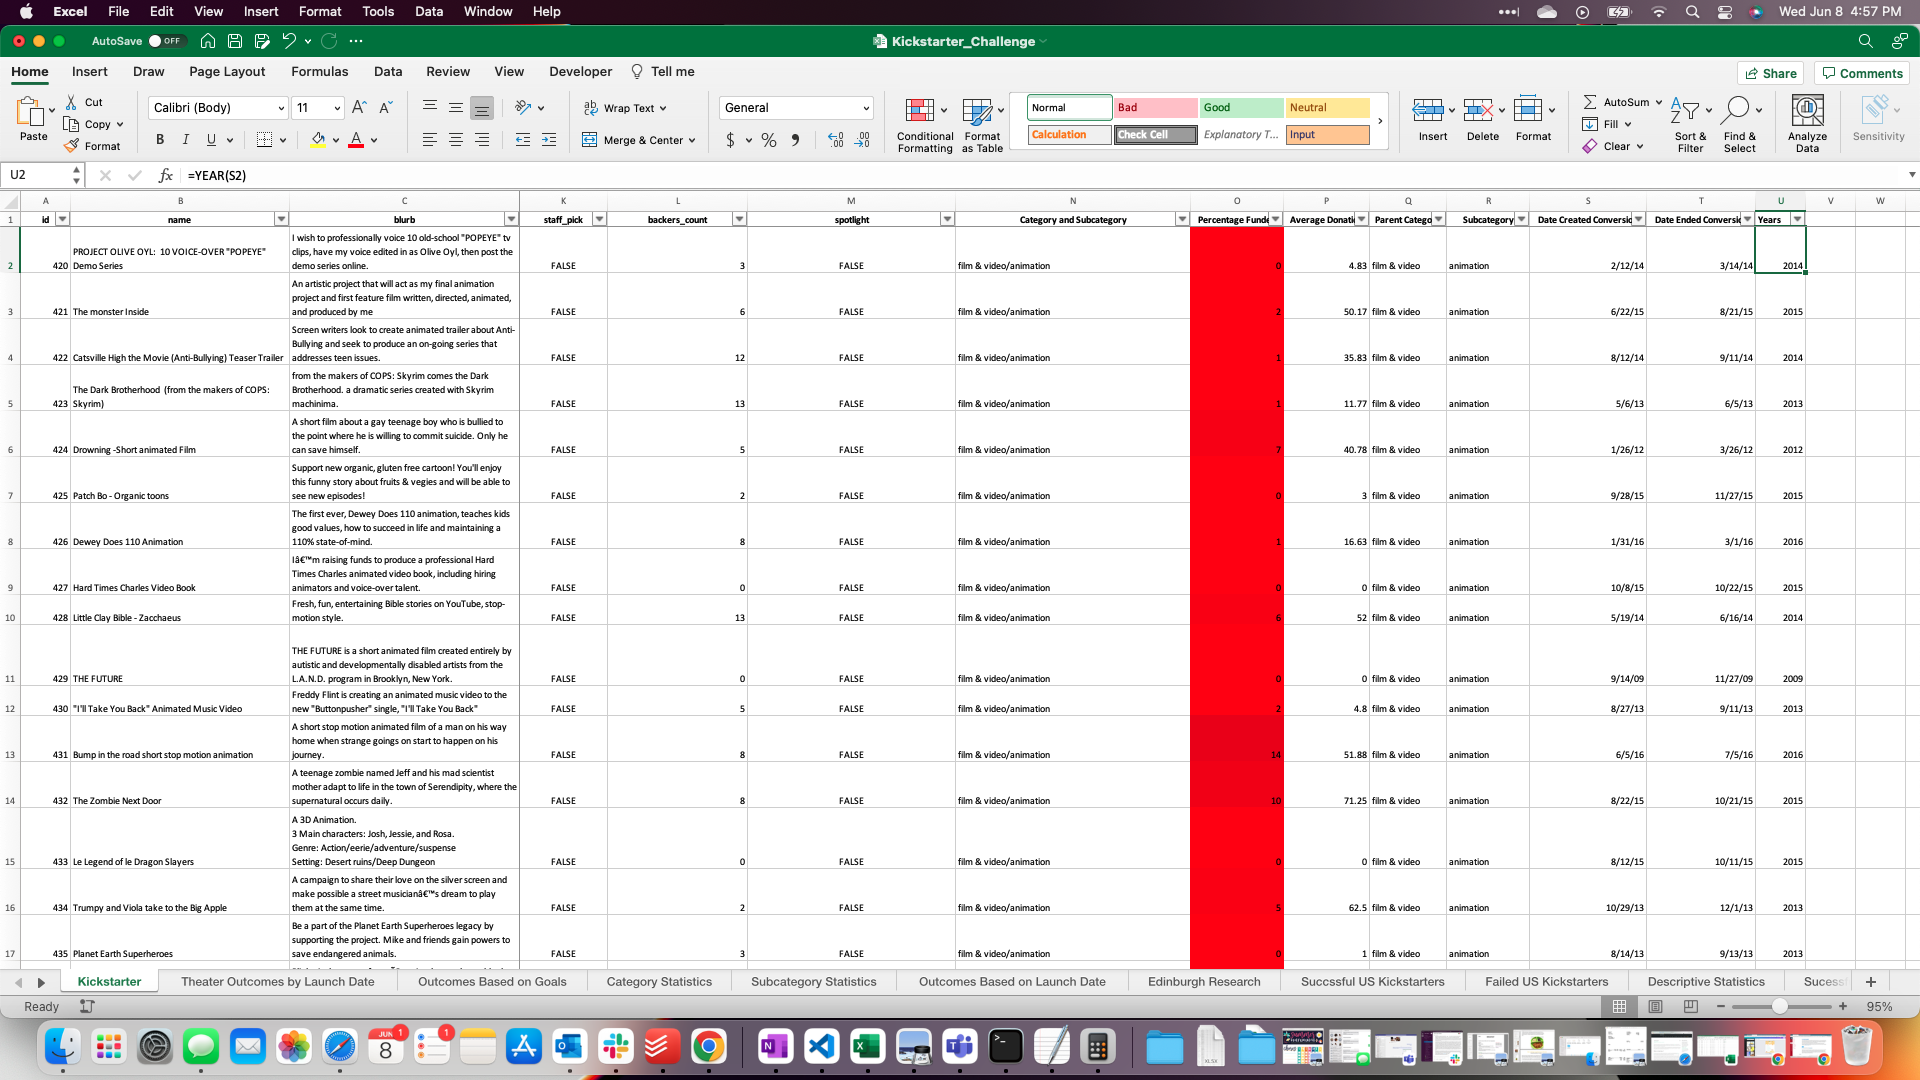 Excel File Edit View Insert Format Tools Data Window Help Wed Jun 8 4:57 PM
AutoSave OFF Kickstarter_Challenge
Home Insert Draw Page Layout Formulas Data Review View Developer Tell me Share Comments
Paste Cut Copy Format
Calibri (Body) 11 A^ A
B I U A
Wrap Text
Merge & Center
General
$ % 9
Conditional Formatting
Format as Table
Normal Bad Good Neutral
Calculation Check Cell Explanatory T... Input
Insert Delete Format
AutoSum
Fill
Clear
Sort & Filter
Find & Select
Analyze Data
Sensitivity
U2 fx =YEAR(S2)
A B C K L M N O P Q R S T U V W
1 id name blurb staff_pick backers_count spotlight Category and Subcategory Percentage Funde Average Donati Parent Catego Subcategory Date Created Conversio Date Ended Conversic Years
I wish to professionally voice 10 old-school "POPEYE" tv
PROJECT OLIVE OYL: 10 VOICE-OVER "POPEYE" clips, have my voice edited in as Olive Oyl, then post the
2 420 Demo Series demo series online. FALSE 3 FALSE film & video/animation 0 4.83 film & video animation 2/12/14 3/14/14 2014
An artistic project that will act as my final animation
project and first feature film written, directed, animated,
3 421 The monster Inside and produced by me FALSE 6 FALSE film & video/animation 2 50.17 film & video animation 6/22/15 8/21/15 2015
Screen writers look to create animated trailer about Anti-
Bullying and seek to produce an on-going series that
4 422 Catsville High the Movie (Anti-Bullying) Teaser Trailer addresses teen issues. FALSE 12 FALSE film & video/animation 1 35.83 film & video animation 8/12/14 9/11/14 2014
from the makers of COPS: Skyrim comes the Dark
The Dark Brotherhood (from the makers of COPS: Brotherhood. a dramatic series created with Skyrim
5 423 Skyrim) machinima. FALSE 13 FALSE film & video/animation 1 11.77 film & video animation 5/6/13 6/5/13 2013
A short film about a gay teenage boy who is bullied to
the point where he is willing to commit suicide. Only he
6 424 Drowning -Short animated Film can save himself. FALSE 5 FALSE film & video/animation 7 40.78 film & video animation 1/26/12 3/26/12 2012
Support new organic, gluten free cartoon! You'll enjoy
this funny story about fruits & vegies and will be able to
7 425 Patch Bo - Organic toons see new episodes! FALSE 2 FALSE film & video/animation 0 3 film & video animation 9/28/15 11/27/15 2015
The first ever, Dewey Does 110 animation, teaches kids
good values, how to succeed in life and maintaining a
8 426 Dewey Does 110 Animation 110% state-of-mind. FALSE 8 FALSE film & video/animation 1 16.63 film & video animation 1/31/16 3/1/16 2016
Iâ€™m raising funds to produce a professional Hard
Times Charles animated video book, including hiring
9 427 Hard Times Charles Video Book animators and voice-over talent. FALSE 0 FALSE film & video/animation 0 0 film & video animation 10/8/15 10/22/15 2015
Fresh, fun, entertaining Bible stories on YouTube, stop-
10 428 Little Clay Bible - Zacchaeus motion style. FALSE 13 FALSE film & video/animation 6 52 film & video animation 5/19/14 6/16/14 2014
THE FUTURE is a short animated film created entirely by
autistic and developmentally disabled artists from the
11 429 THE FUTURE L.A.N.D. program in Brooklyn, New York. FALSE 0 FALSE film & video/animation 0 0 film & video animation 9/14/09 11/27/09 2009
Freddy Flint is creating an animated music video to the
12 430 "I'll Take You Back" Animated Music Video new "Buttonpusher" single, "I'll Take You Back" FALSE 5 FALSE film & video/animation 2 4.8 film & video animation 8/27/13 9/11/13 2013
A short stop motion animated film of a man on his way
home when strange goings on start to happen on his
13 431 Bump in the road short stop motion animation journey. FALSE 8 FALSE film & video/animation 14 51.88 film & video animation 6/5/16 7/5/16 2016
A teenage zombie named Jeff and his mad scientist
mother adapt to life in the town of Serendipity, where the
14 432 The Zombie Next Door supernatural occurs daily. FALSE 8 FALSE film & video/animation 10 71.25 film & video animation 8/22/15 10/21/15 2015
A 3D Animation.
3 Main characters: Josh, Jessie, and Rosa.
Genre: Action/eerie/adventure/suspense
15 433 Le Legend of le Dragon Slayers Setting: Desert ruins/Deep Dungeon FALSE 0 FALSE film & video/animation 0 0 film & video animation 8/12/15 10/11/15 2015
A campaign to share their love on the silver screen and
make possible a street musicianâ€™s dream to play
16 434 Trumpy and Viola take to the Big Apple them at the same time. FALSE 2 FALSE film & video/animation 5 62.5 film & video animation 10/29/13 12/1/13 2013
Be a part of the Planet Earth Superheroes legacy by
supporting the project. Mike and friends gain powers to
17 435 Planet Earth Superheroes save endangered animals. FALSE 3 FALSE film & video/animation 0 1 film & video animation 8/14/13 9/13/13 2013
Kickstarter Theater Outcomes by Launch Date Outcomes Based on Goals Category Statistics Subcategory Statistics Outcomes Based on Launch Date Edinburgh Research Succssful US Kickstarters Failed US Kickstarters Descriptive Statistics Sucess
Ready 95%
JUN 8 1 1